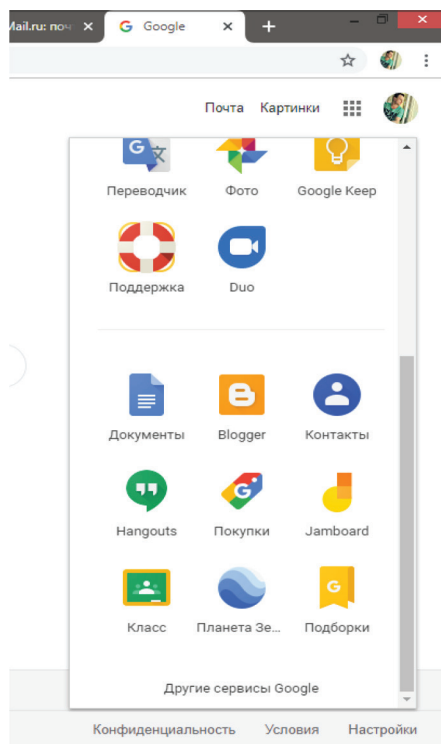 Mail.ru: поч
Google
Почта Картинки
Переводчик Фото Google Keep
Поддержка Duo
Документы Blogger Контакты
Hangouts Покупки Jamboard
Класс Планета Зе... Подборки
Другие сервисы Google
Конфиденциальность Условия Настройки